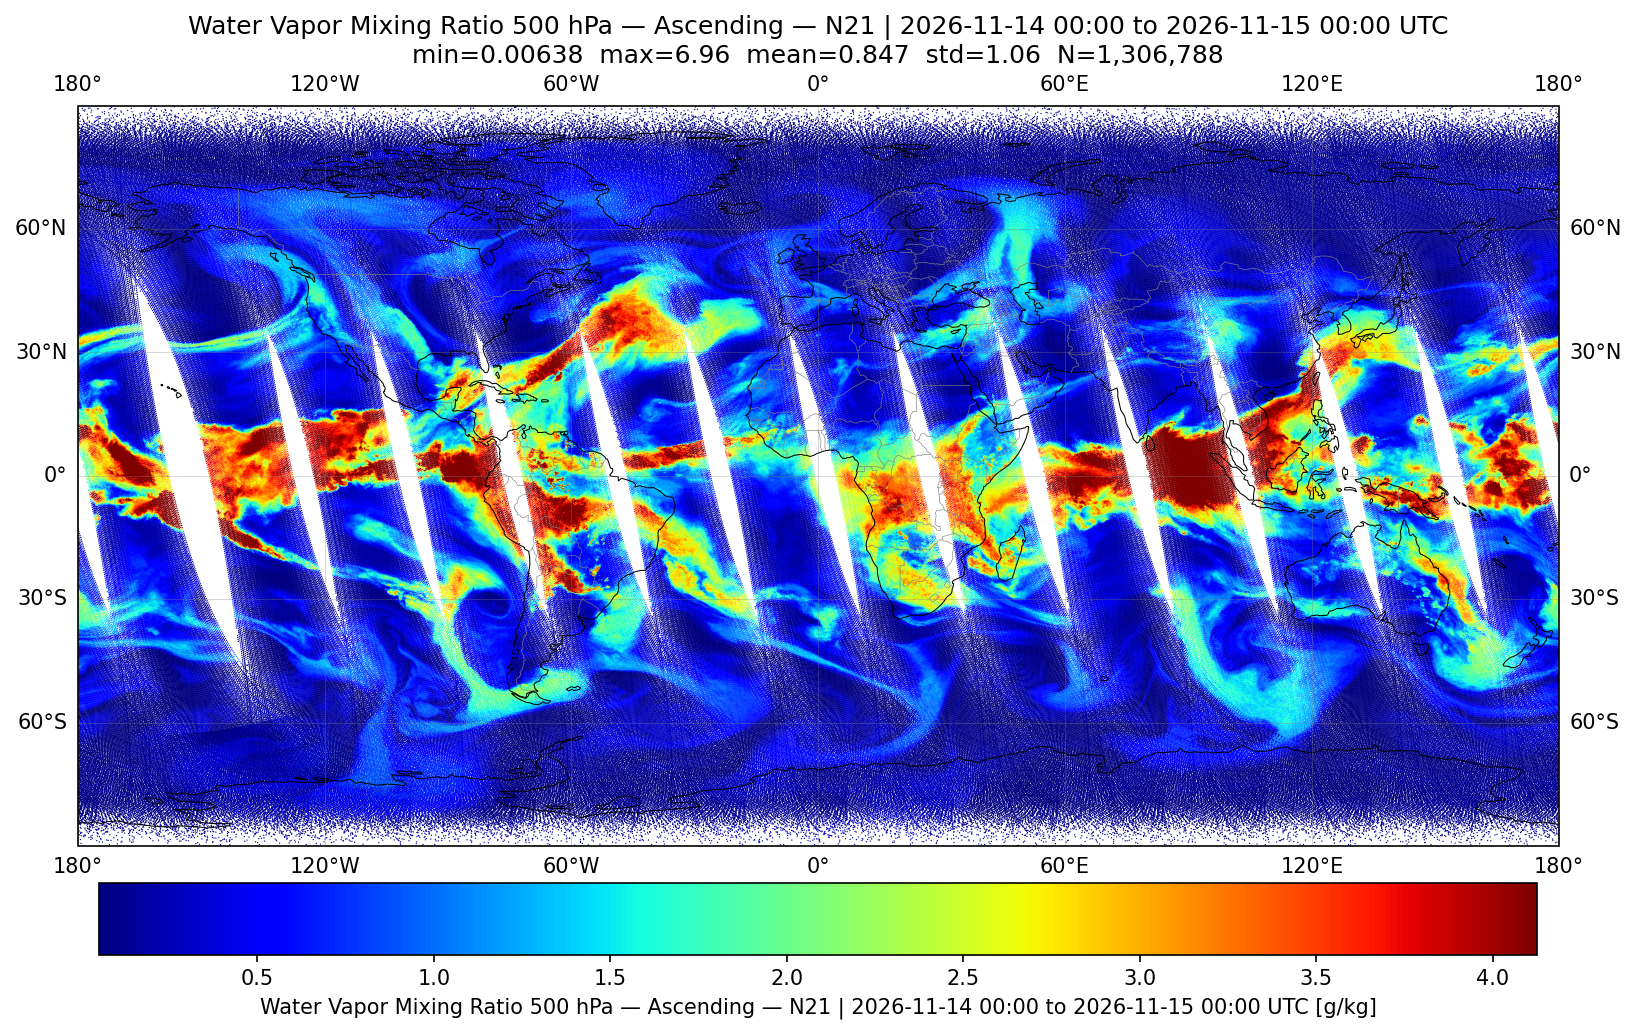 Water Vapor Mixing Ratio 500 hPa — Ascending — N21 | 2026-11-14 00:00 to 2026-11-15 00:00 UTC
min=0.00638  max=6.96  mean=0.847  std=1.06  N=1,306,788
180° 120°W 60°W 0° 60°E 120°E 180°
60°N 60°N
30°N 30°N
0° 0°
30°S 30°S
60°S 60°S
180° 120°W 60°W 0° 60°E 120°E 180°
0.5 1.0 1.5 2.0 2.5 3.0 3.5 4.0
Water Vapor Mixing Ratio 500 hPa — Ascending — N21 | 2026-11-14 00:00 to 2026-11-15 00:00 UTC [g/kg]